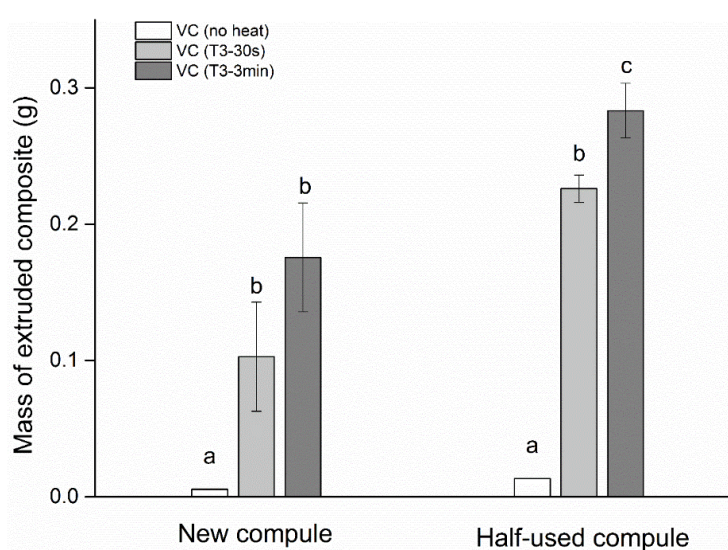 VC (no heat)
VC (T3-30s)
VC (T3-3min)
Mass of extruded composite (g)
0.3
0.2
0.1
0.0
a
b
b
a
b
c
New compule
Half-used compule